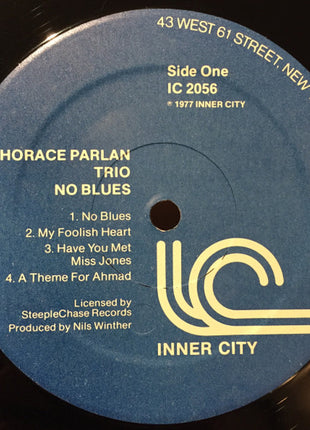 43 WEST 61 STREET, NEW
Side One
IC 2056
℗ 1977 INNER CITY
HORACE PARLAN
TRIO
NO BLUES
1. No Blues
2. My Foolish Heart
3. Have You Met
Miss Jones
4. A Theme For Ahmad
Licensed by
SteepleChase Records
Produced by Nils Winther
IC
INNER CITY